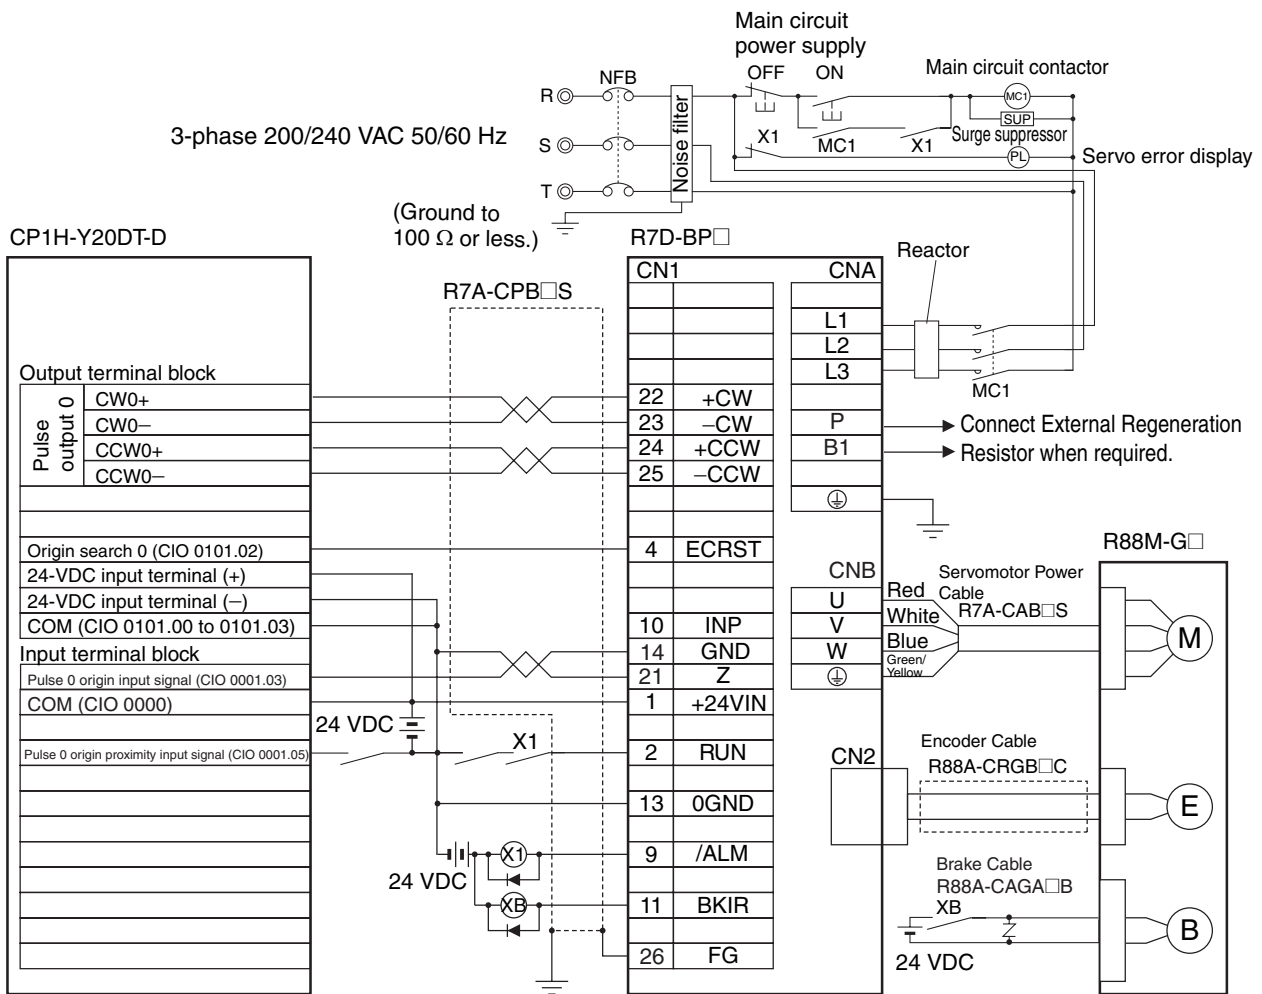 Main circuit
power supply
OFF
ON
Main circuit contactor
NFB
R
MC1
SUP
Surge suppressor
3-phase 200/240 VAC 50/60 Hz
Noise filter
S
X1
MC1
X1
PL
Servo error display
T
(Ground to
100 Ω or less.)
CP1H-Y20DT-D
R7D-BP□
Reactor
R7A-CPB□S
CN1
CNA
L1
L2
L3
MC1
Output terminal block
Pulse
output 0
CW0+
22
+CW
CW0−
23
−CW
P
Connect External Regeneration
CCW0+
24
+CCW
B1
Resistor when required.
CCW0−
25
−CCW
Origin search 0 (CIO 0101.02)
4
ECRST
R88M-G□
24-VDC input terminal (+)
CNB
Servomotor Power
Cable
R7A-CAB□S
24-VDC input terminal (−)
U
Red
COM (CIO 0101.00 to 0101.03)
10
INP
V
White
M
Input terminal block
14
GND
W
Blue
Pulse 0 origin input signal (CIO 0001.03)
21
Z
Green/
Yellow
COM (CIO 0000)
1
+24VIN
24 VDC
Pulse 0 origin proximity input signal (CIO 0001.05)
X1
2
RUN
CN2
Encoder Cable
R88A-CRGB□C
13
0GND
E
X1
9
/ALM
24 VDC
Brake Cable
R88A-CAGA□B
XB
11
BKIR
XB
B
24 VDC
26
FG